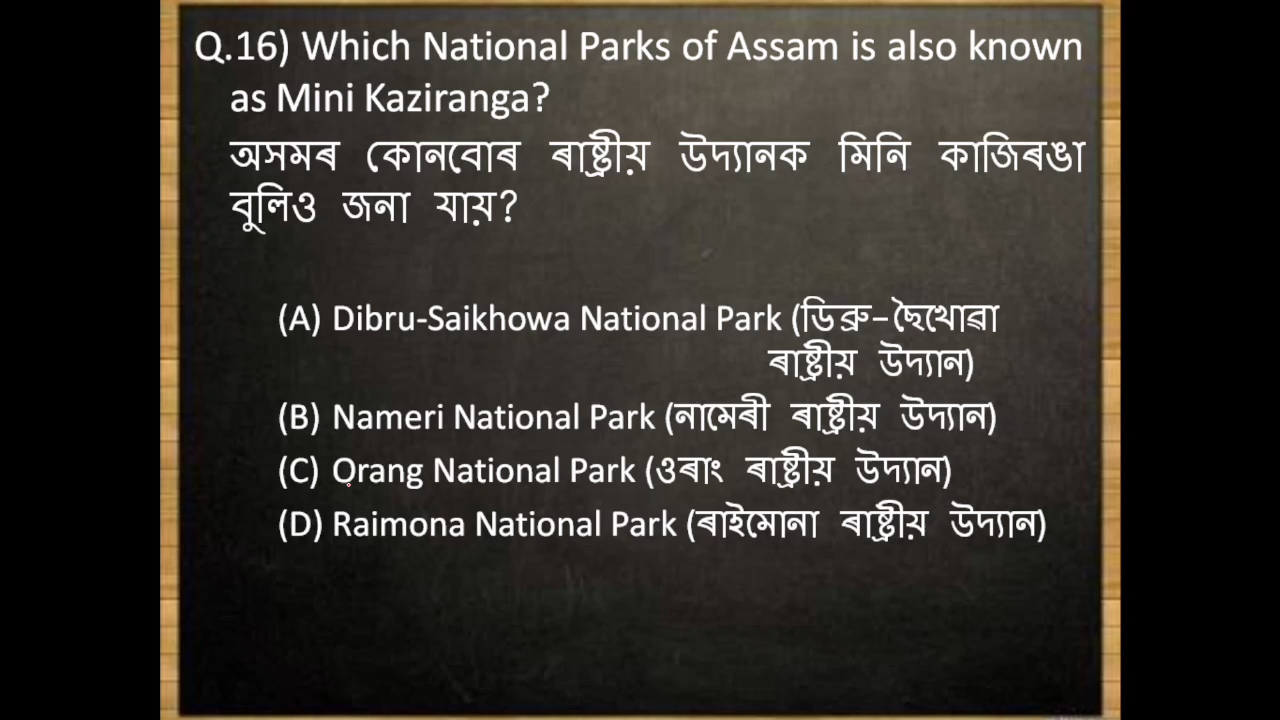 Q.16) Which National Parks of Assam is also known
as Mini Kaziranga?
অসমৰ কোনবোৰ ৰাষ্ট্ৰীয় উদ্যানক মিনি কাজিৰঙা
বুলিও জনা যায়?
(A) Dibru-Saikhowa National Park (ডিব্ৰু-ছৈখোৱা
ৰাষ্ট্ৰীয় উদ্যান)
(B) Nameri National Park (নামেৰী ৰাষ্ট্ৰীয় উদ্যান)
(C) Orang National Park (ওৰাং ৰাষ্ট্ৰীয় উদ্যান)
(D) Raimona National Park (ৰাইমোনা ৰাষ্ট্ৰীয় উদ্যান)